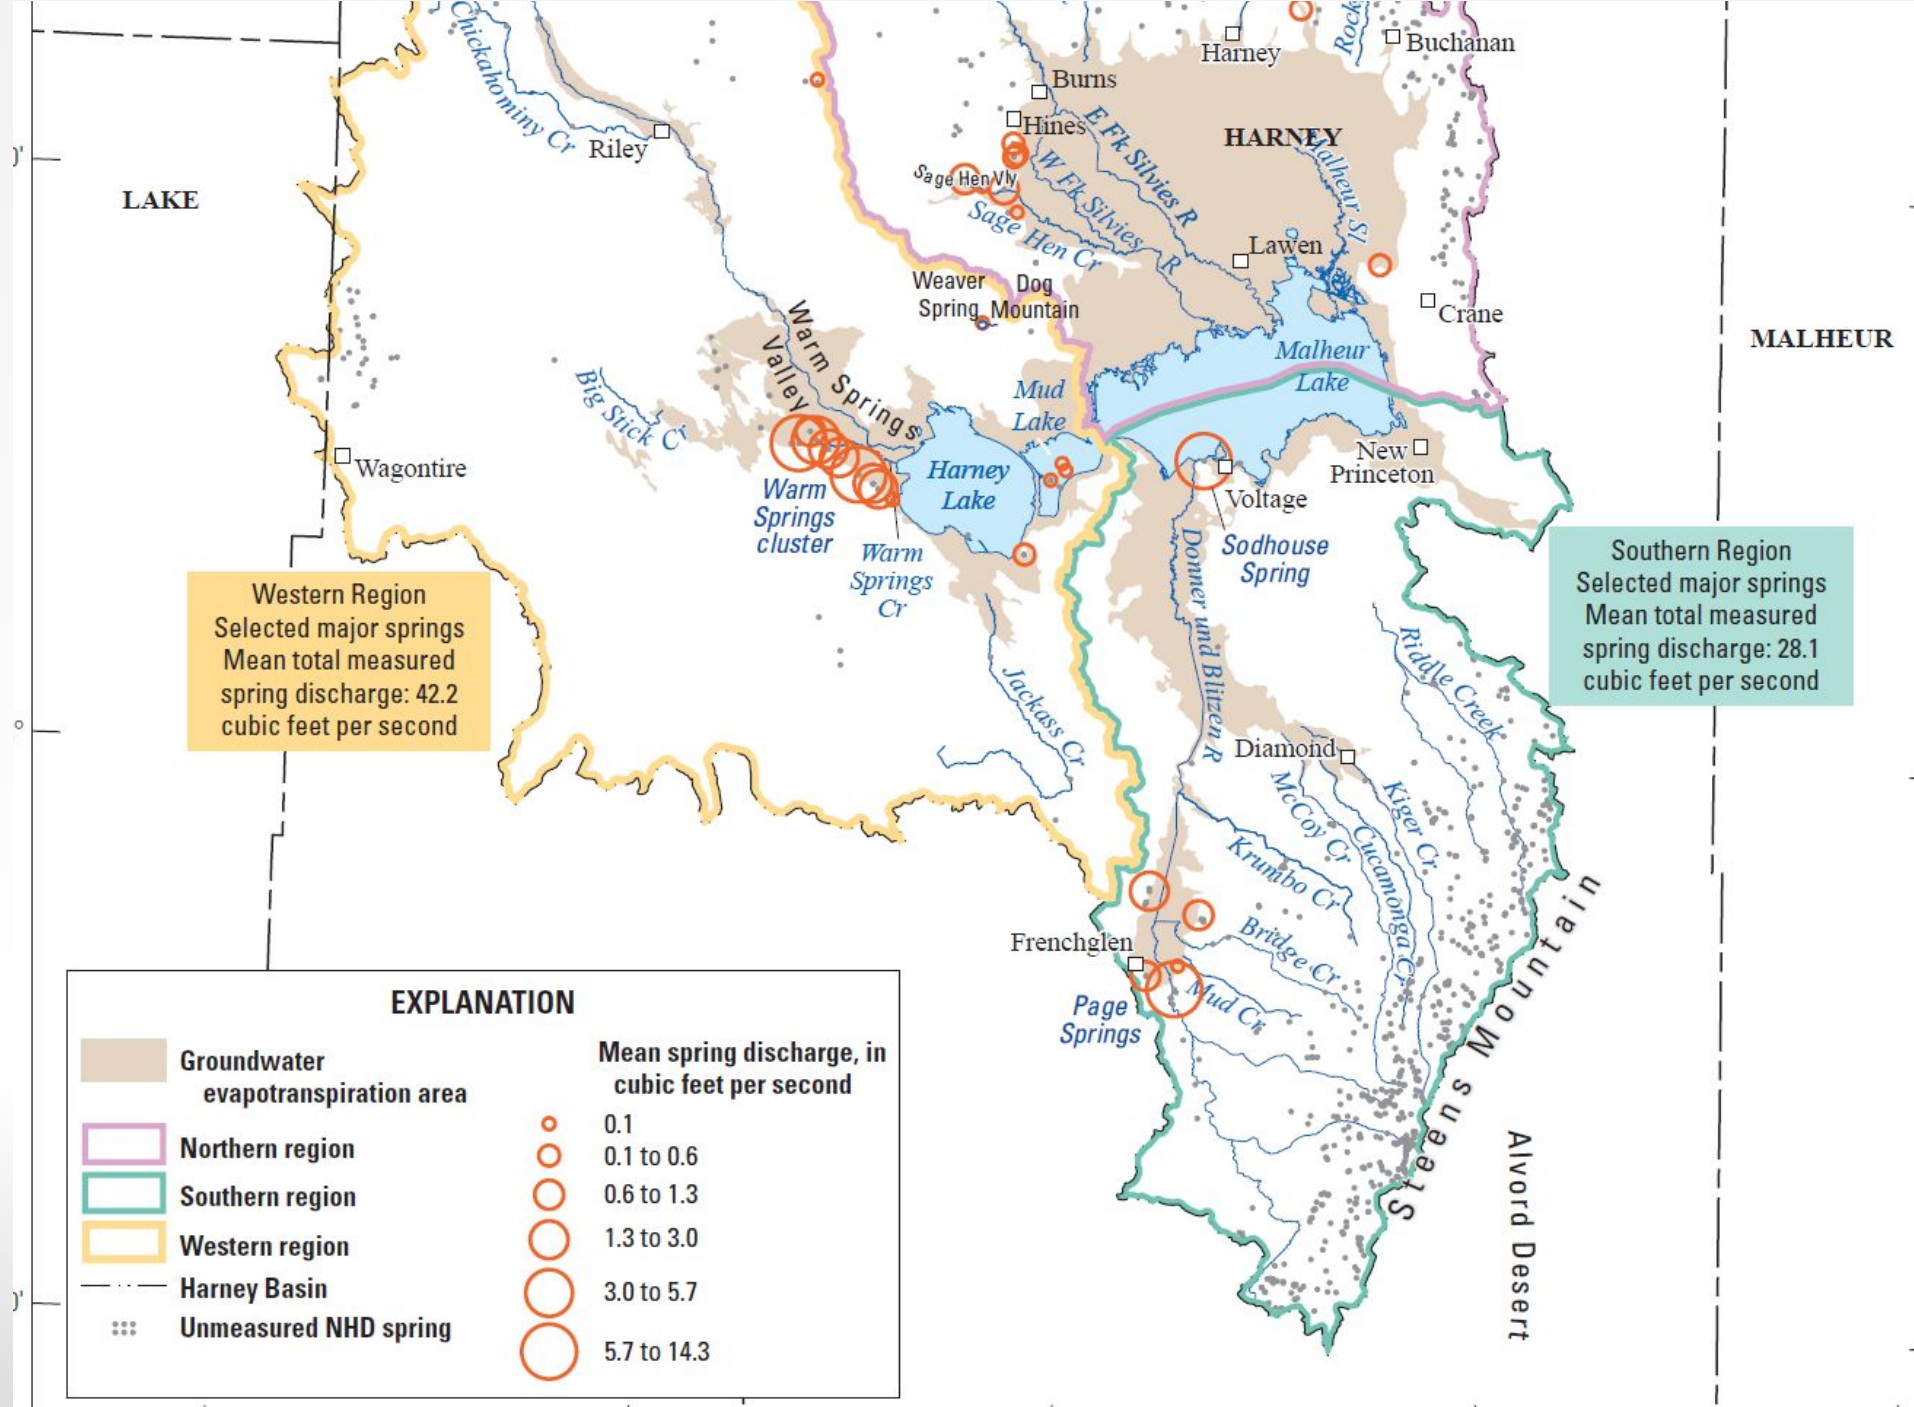 Chickahominy Cr
Riley
Harney
Rock
Buchanan
Burns
Hines
E Fk Silvies R
HARNEY
Malheur Sl
W Fk Silvies R
Sage Hen Vly
Sage Hen Cr
LAKE
Lawen
Weaver
Spring
Dog
Mountain
Crane
MALHEUR
Warm Springs
Valley
Malheur
Lake
Mud
Lake
Big Stick Cr
Harney
Lake
New
Princeton
Wagontire
Warm
Springs
cluster
Voltage
Warm
Springs
Cr
Sodhouse
Spring
Donner und Blitzen R
Western Region
Selected major springs
Mean total measured
spring discharge: 42.2
cubic feet per second
Southern Region
Selected major springs
Mean total measured
spring discharge: 28.1
cubic feet per second
Riddle Creek
Jackass Cr
Diamond
McCoy Cr
Kiger Cr
Cucamonga Cr
Krumbo Cr
Bridge Cr
Frenchglen
Mud Cr
Page
Springs
Steens Mountain
Alvord Desert
EXPLANATION
Groundwater
evapotranspiration area
Northern region
Southern region
Western region
Harney Basin
Unmeasured NHD spring
Mean spring discharge, in
cubic feet per second
0.1
0.1 to 0.6
0.6 to 1.3
1.3 to 3.0
3.0 to 5.7
5.7 to 14.3